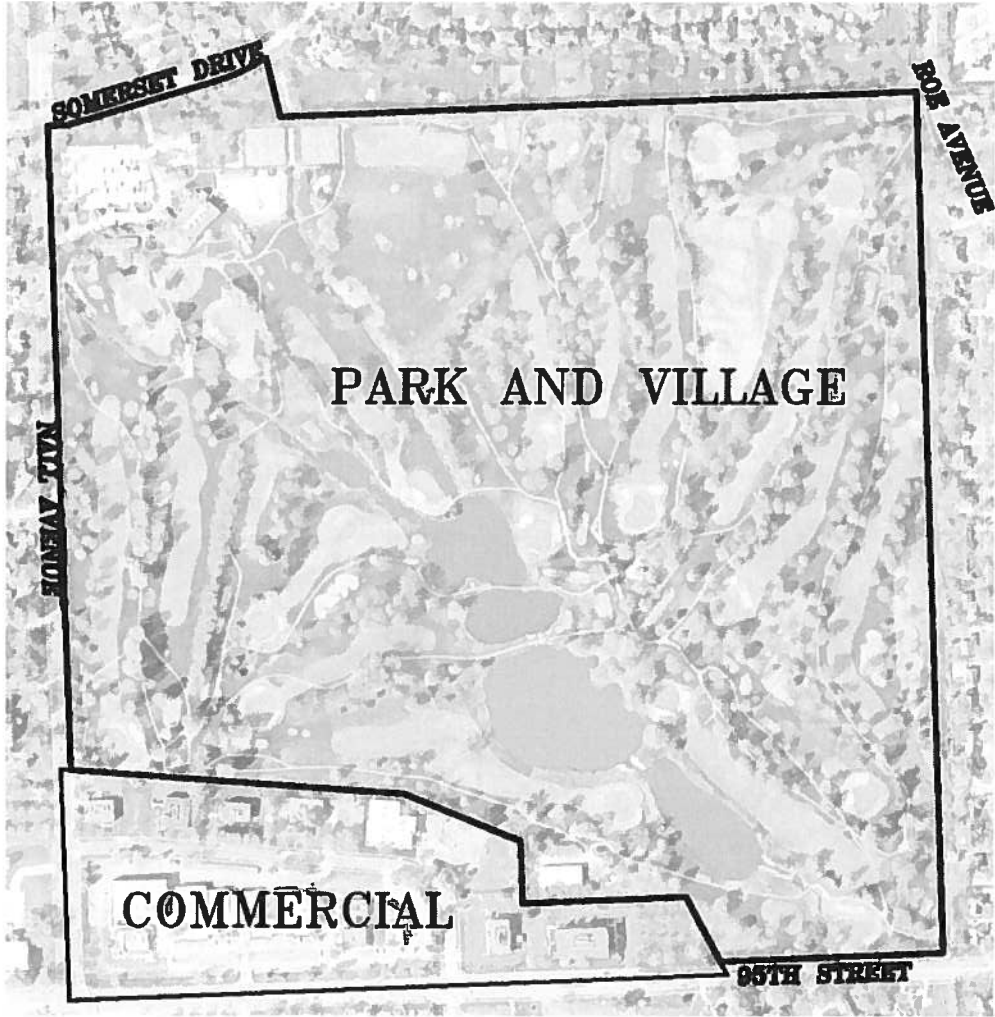 SOMERSET DRIVE
ROE AVENUE
PARK AND VILLAGE
NALL AVENUE
COMMERCIAL
95TH STREET